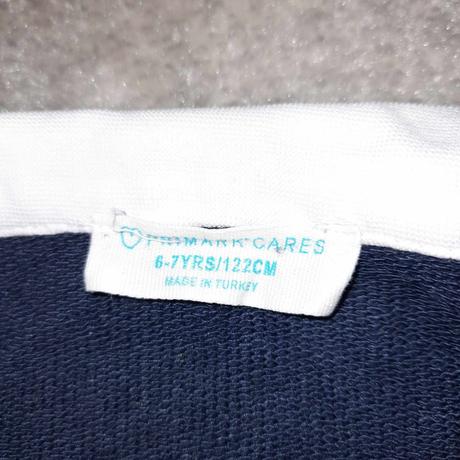 PRIMARK CARES
6-7YRS/122CM
MADE IN TURKEY